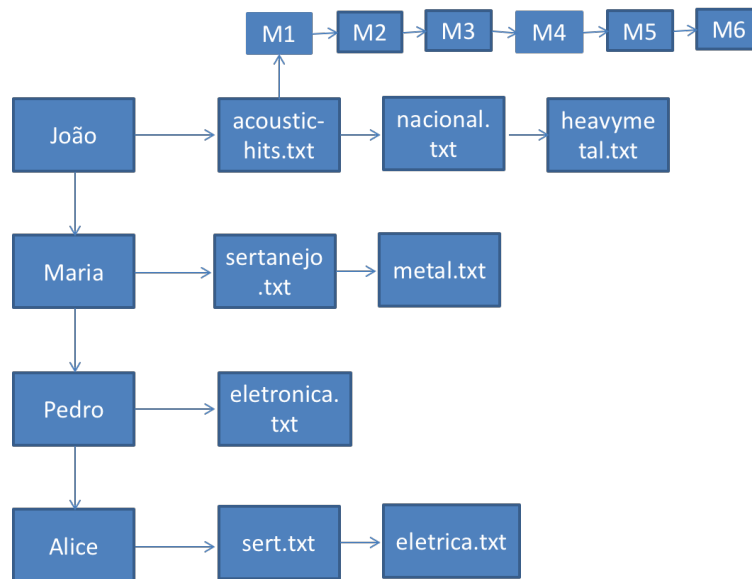 M1 M2 M3 M4 M5 M6
João
acoustic-
hits.txt
nacional.
txt
heavyme
tal.txt
Maria
sertanejo
.txt
metal.txt
Pedro
eletronica.
txt
Alice
sert.txt
eletrica.txt